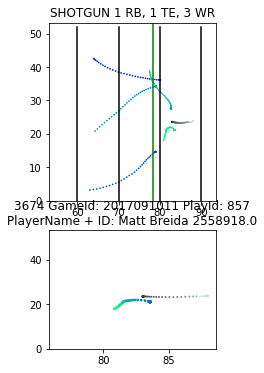 SHOTGUN 1 RB, 1 TE, 3 WR
50
40
30
20
10
0
60 70 80 90
3674 GameId: 2017091011 PlayId: 857
PlayerName + ID: Matt Breida 2558918.0
40
20
0
80 85